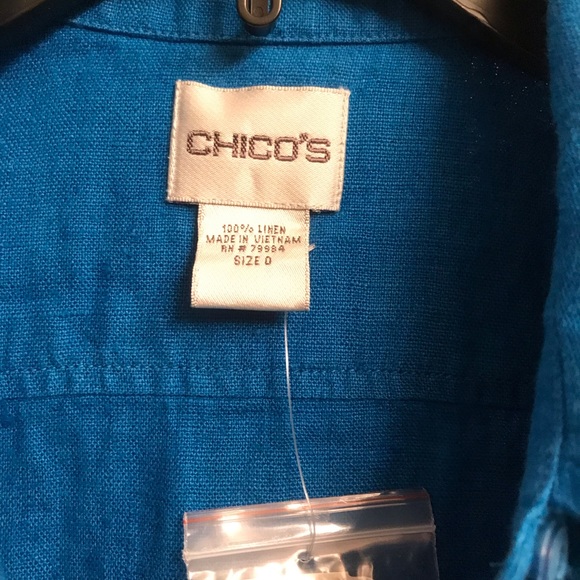 CHICO'S
100% LINEN
MADE IN VIETNAM
RN # 79984
SIZE 0